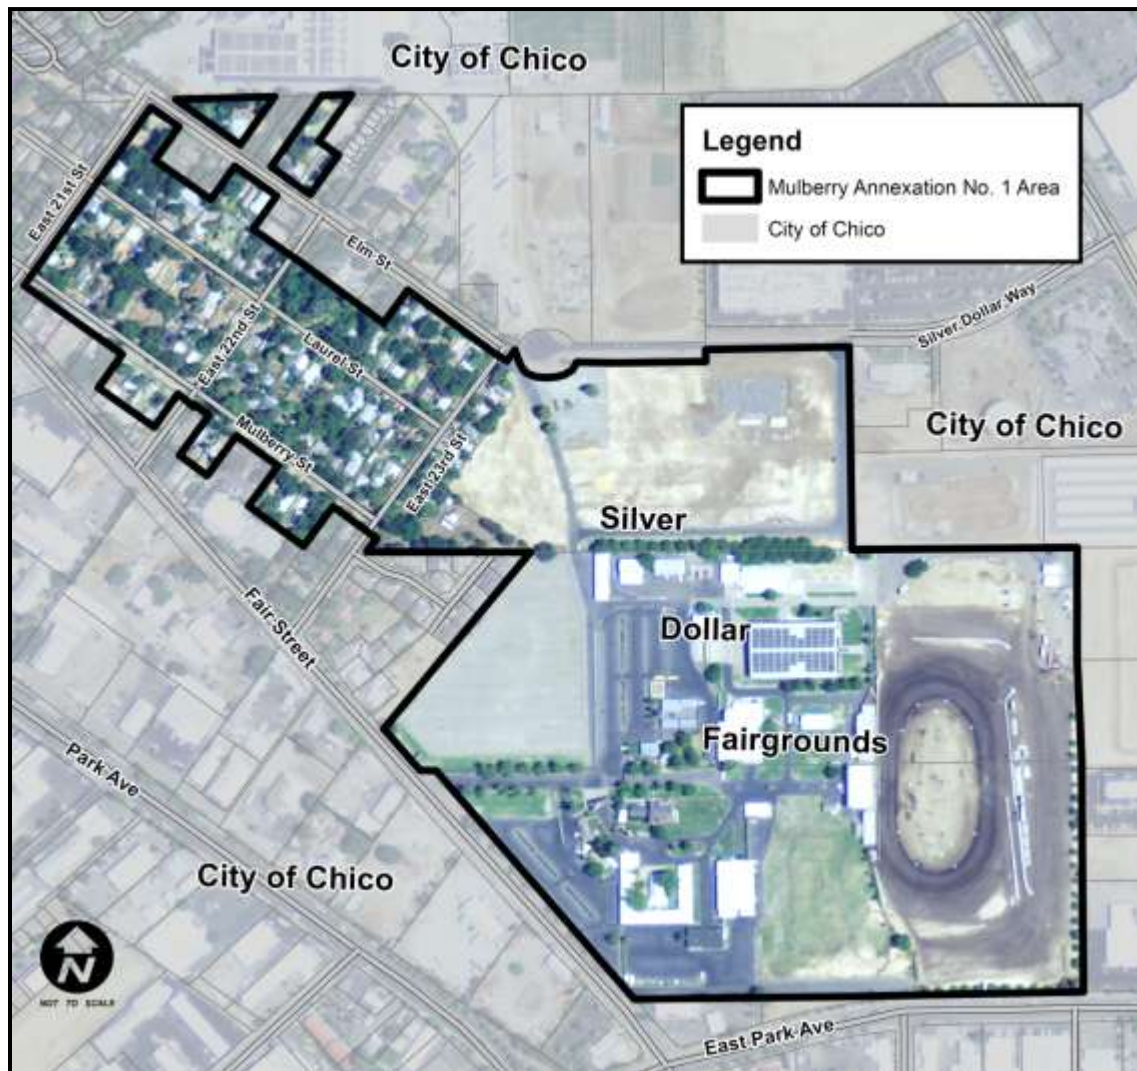 City of Chico
Legend
Mulberry Annexation No. 1 Area
City of Chico
East 21st St
Elm St
East 22nd St
Laurel St
Silver Dollar Way
Mulberry St
East 23rd St
City of Chico
Silver
Dollar
Fairgrounds
Fair Street
Park Ave
City of Chico
N
NOT TO SCALE
East Park Ave